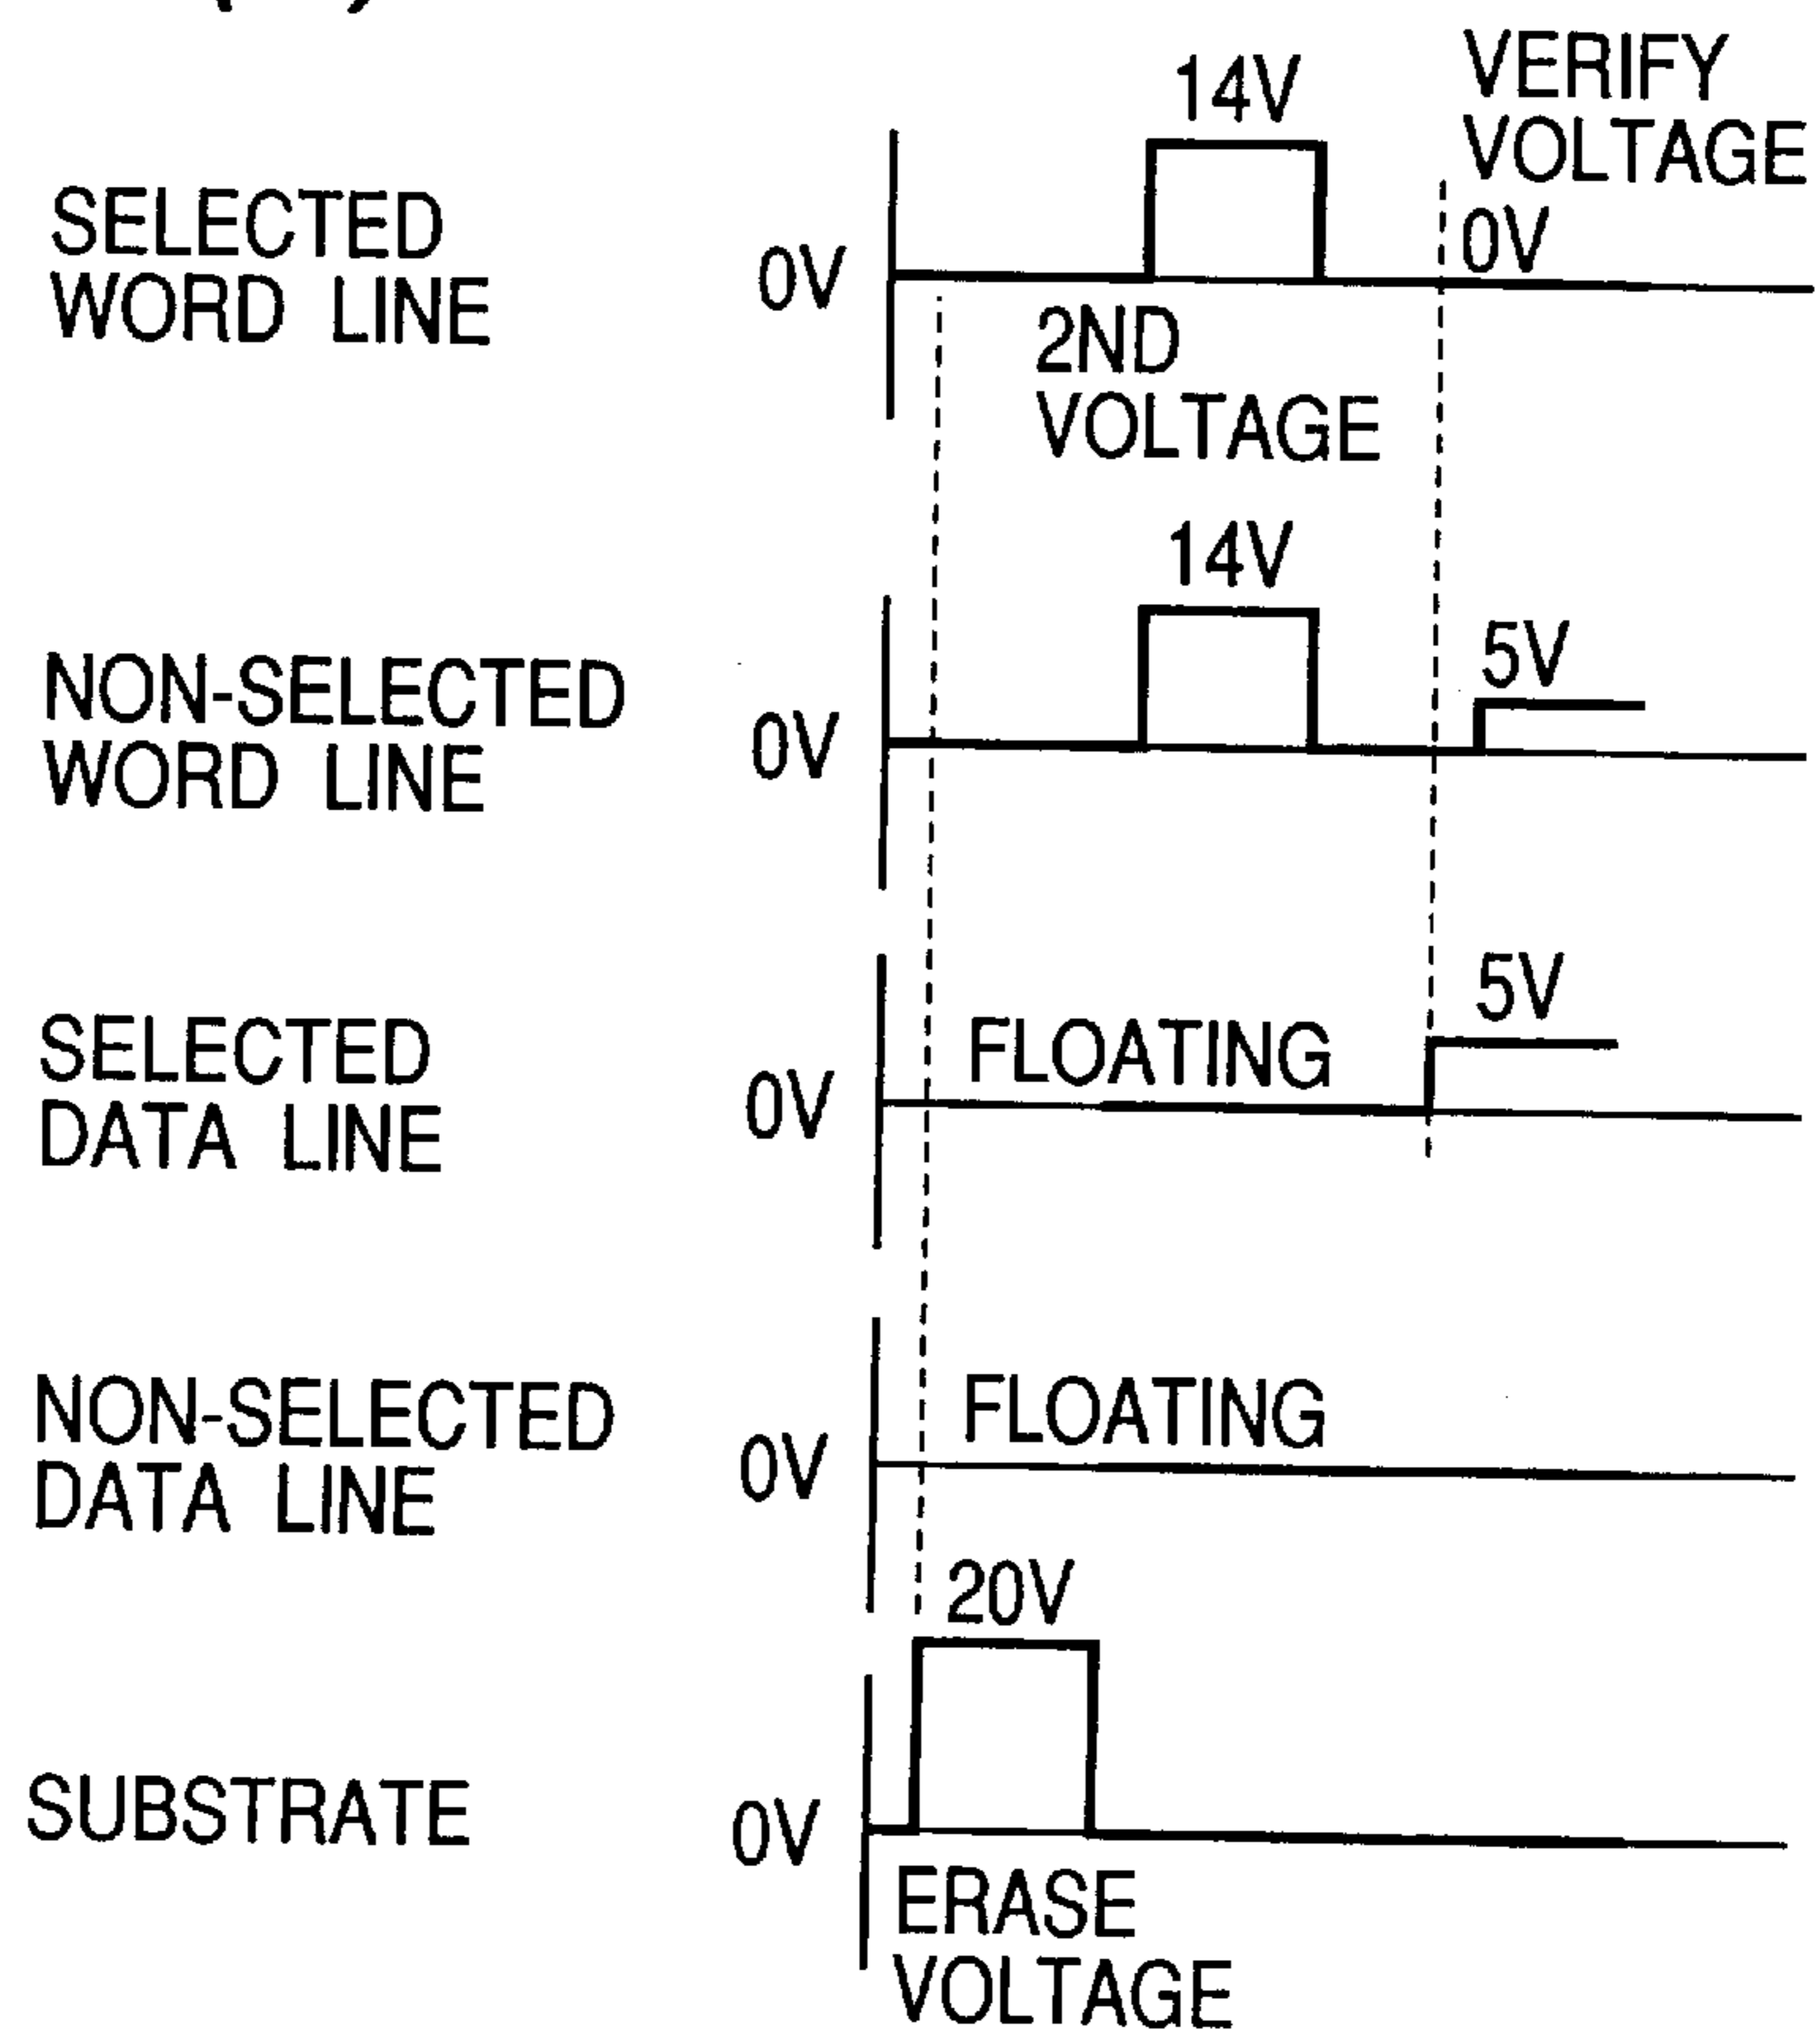 14V
VERIFY
VOLTAGE
0V
SELECTED
WORD LINE
0V
2ND
VOLTAGE
14V
5V
NON-SELECTED
WORD LINE
0V
5V
SELECTED
DATA LINE
0V
FLOATING
NON-SELECTED
DATA LINE
0V
FLOATING
20V
SUBSTRATE
0V
ERASE
VOLTAGE